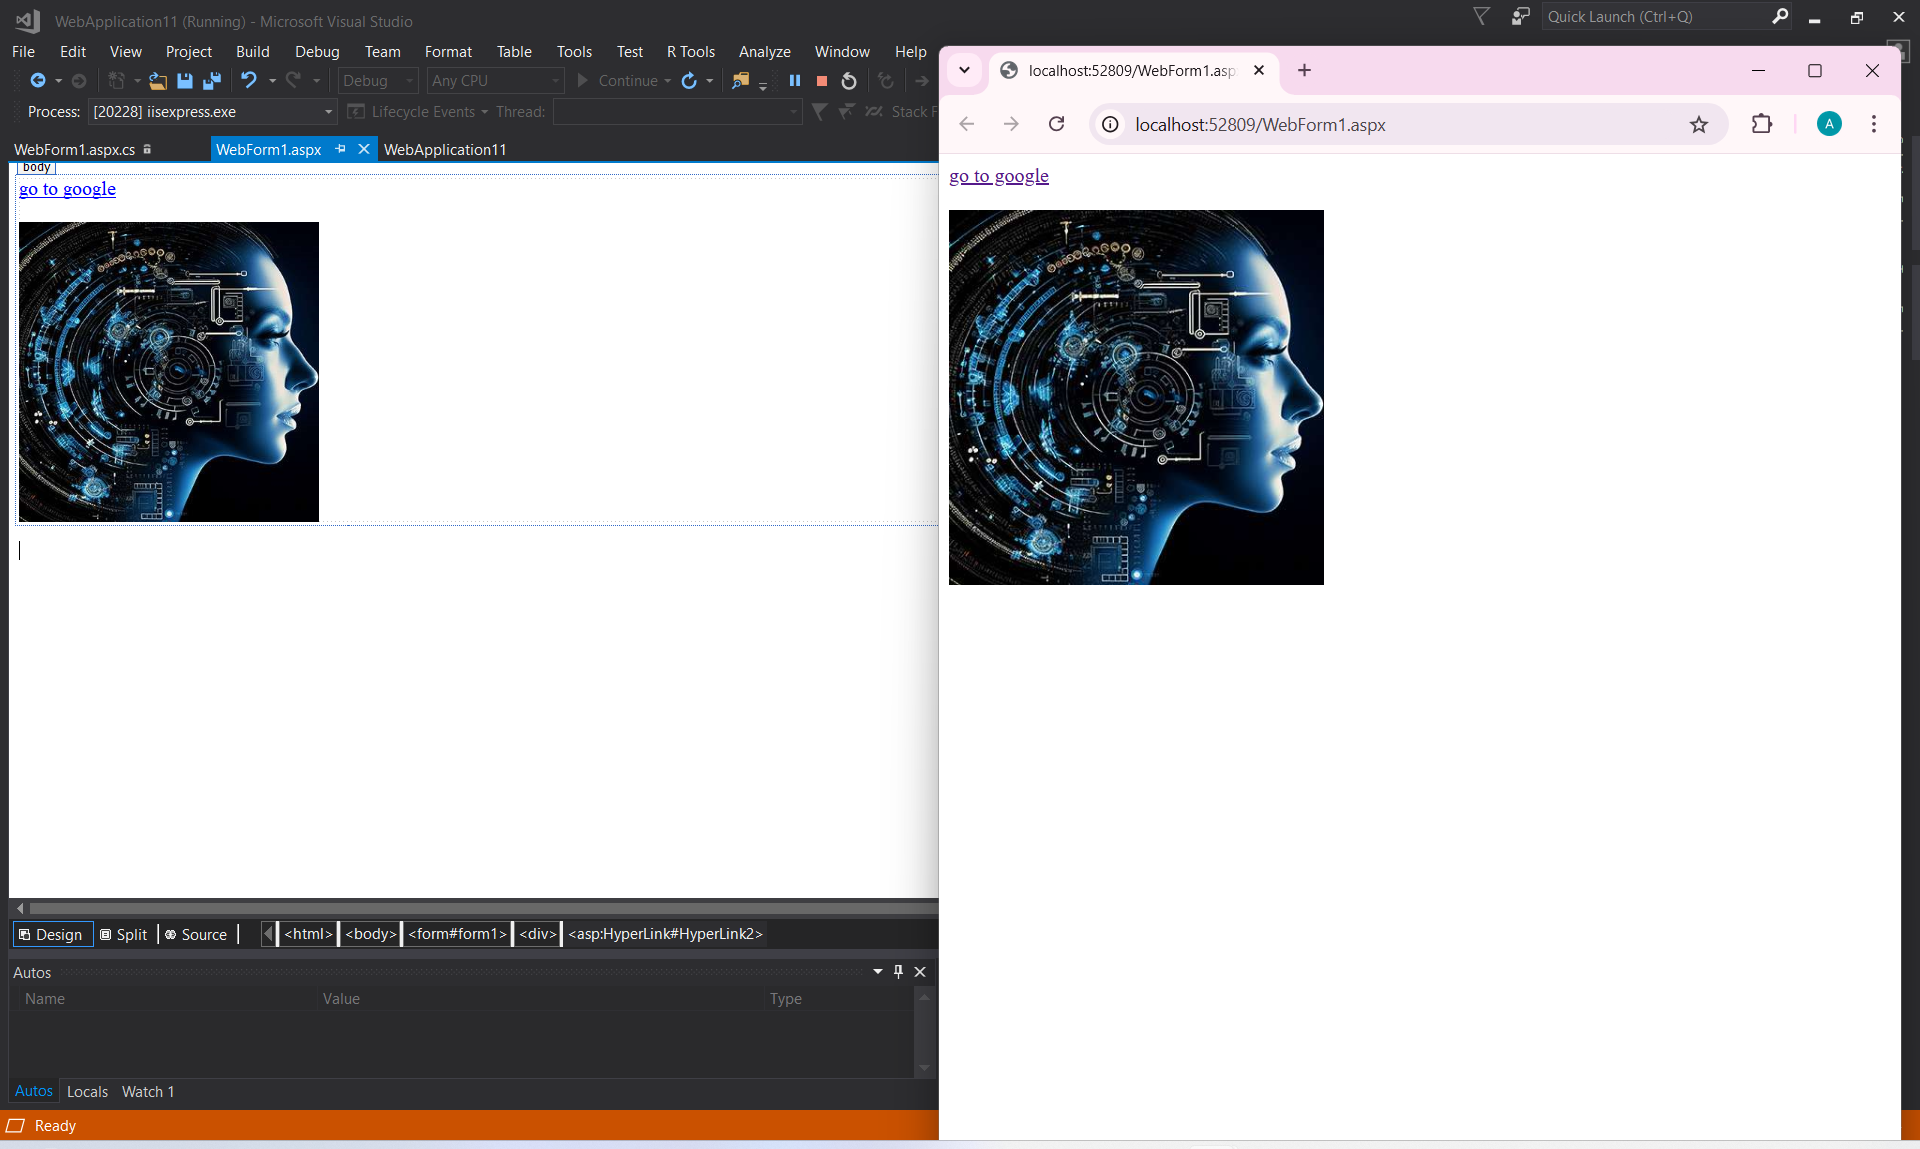 WebApplication11 (Running) - Microsoft Visual Studio
Quick Launch (Ctrl+Q)
File Edit View Project Build Debug Team Format Table Tools Test R Tools Analyze Window Help
Debug Any CPU Continue
Process: [20228] iisexpress.exe Lifecycle Events Thread: Stack F
WebForm1.aspx.cs WebForm1.aspx WebApplication11
body
go to google
Design Split Source <html> <body> <form#form1> <div> <asp:HyperLink#HyperLink2>
Autos
Name Value Type
Autos Locals Watch 1
Ready
localhost:52809/WebForm1.asp
localhost:52809/WebForm1.aspx
A
go to google